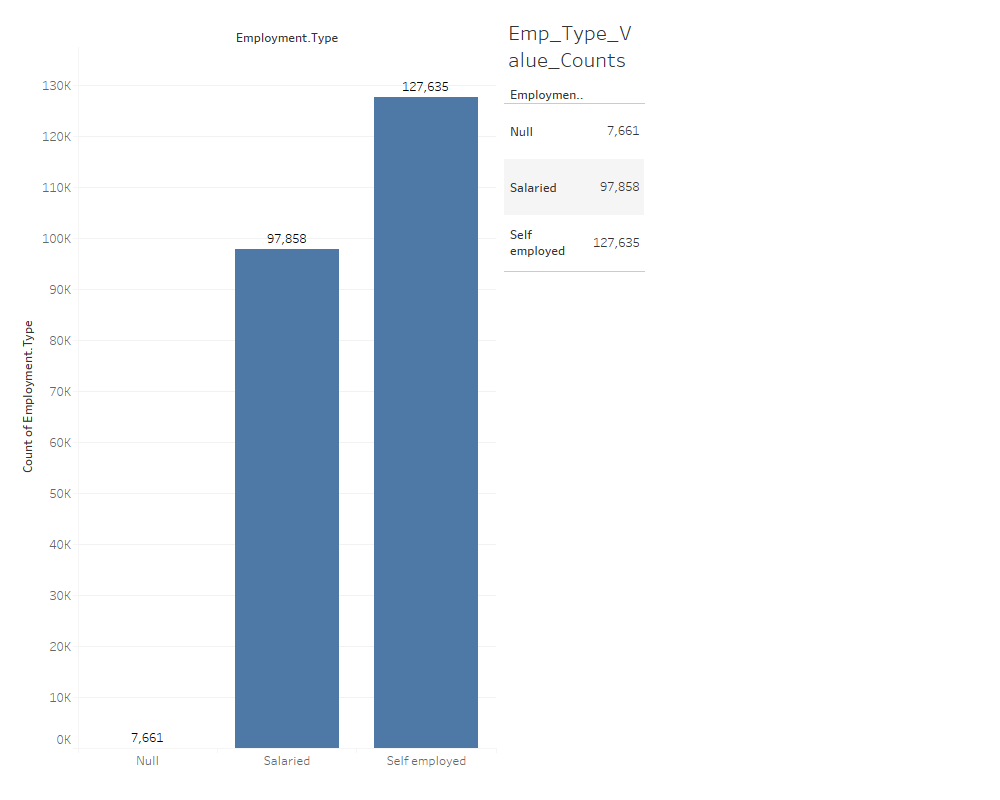 Employment.Type
130K
120K
110K
100K
90K
80K
70K
60K
50K
40K
30K
20K
10K
0K
Count of Employment.Type
7,661
97,858
127,635
Null
Salaried
Self employed
Emp_Type_V
alue_Counts
Employmen..
Null 7,661
Salaried 97,858
Self
employed 127,635